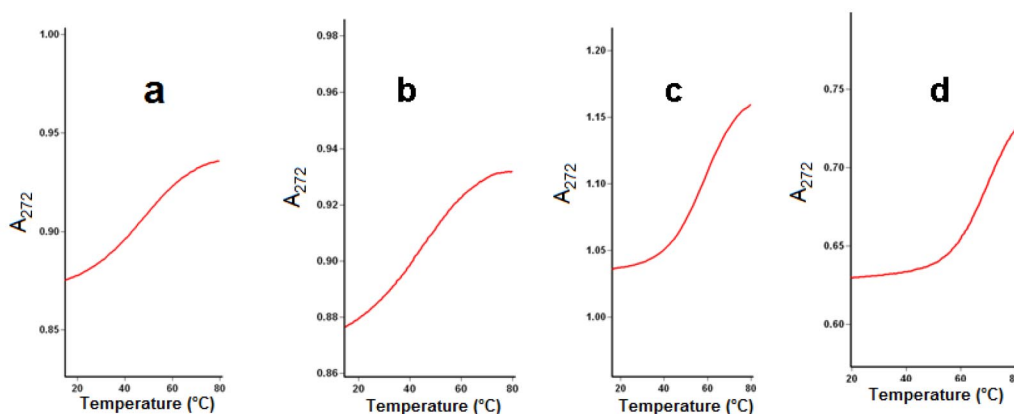 a
1.00
0.95
0.90
0.85
A272
20 40 60 80
Temperature (°C)
b
0.98
0.96
0.94
0.92
0.90
0.88
0.86
A272
20 40 60 80
Temperature (°C)
c
1.20
1.15
1.10
1.05
1.00
A272
20 40 60 80
Temperature (°C)
d
0.75
0.70
0.65
0.60
A272
20 40 60 80
Temperature (°C)